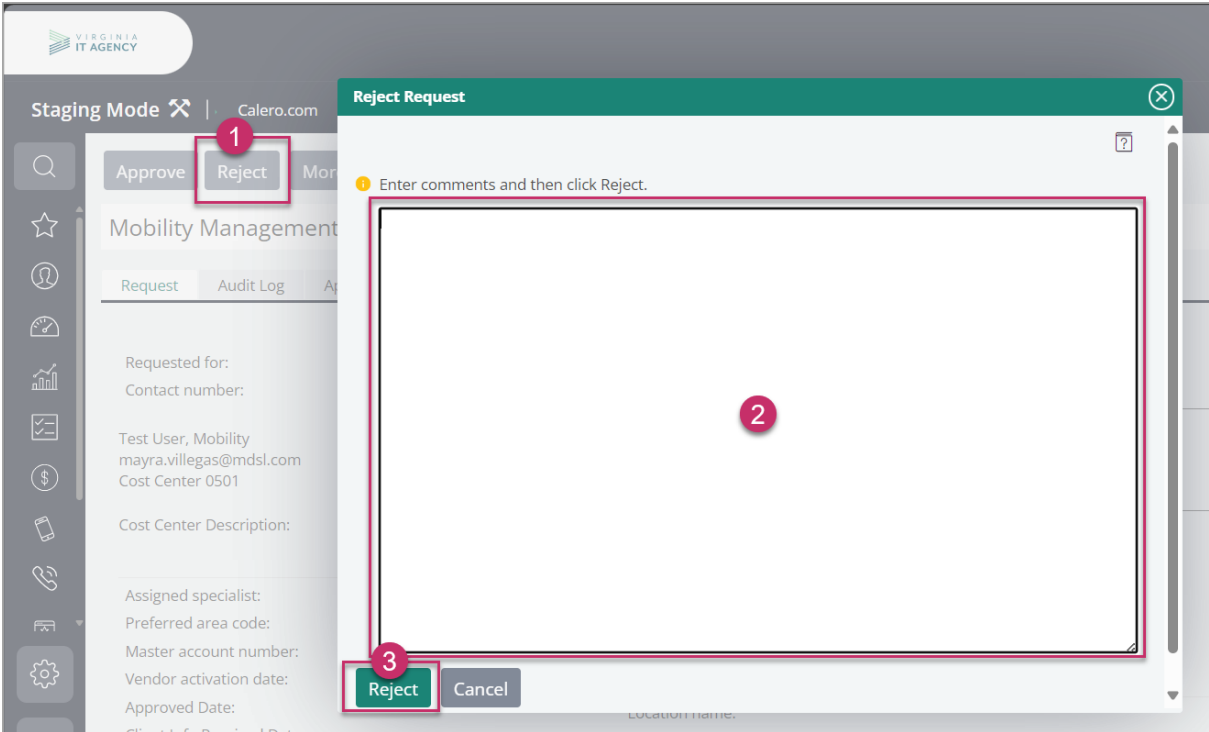 VIRGINIA
IT AGENCY
Staging Mode
Calero.com
Reject Request
1
Approve
Reject
Enter comments and then click Reject.
Mobility Management
Request
Audit Log
Requested for:
Contact number:
2
Test User, Mobility
mayra.villegas@mdsl.com
Cost Center 0501
Cost Center Description:
Assigned specialist:
Preferred area code:
Master account number:
3
Vendor activation date:
Reject
Cancel
Approved Date:
Location name: